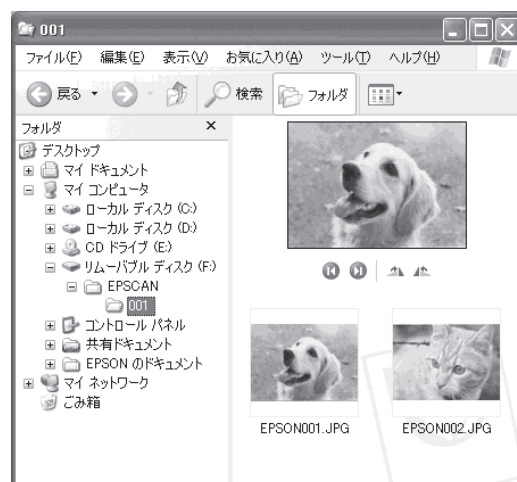 001
ファイル(F) 編集(E) 表示(V) お気に入り(A) ツール(T) ヘルプ(H)
戻る 検索 フォルダ
フォルダ ×
デスクトップ
マイ ドキュメント
マイ コンピュータ
ローカル ディスク (C:)
ローカル ディスク (D:)
CD ドライブ (E:)
リムーバブル ディスク (F:)
EPSCAN
001
コントロール パネル
共有ドキュメント
EPSON のドキュメント
マイ ネットワーク
ごみ箱
EPSON001.JPG EPSON002.JPG